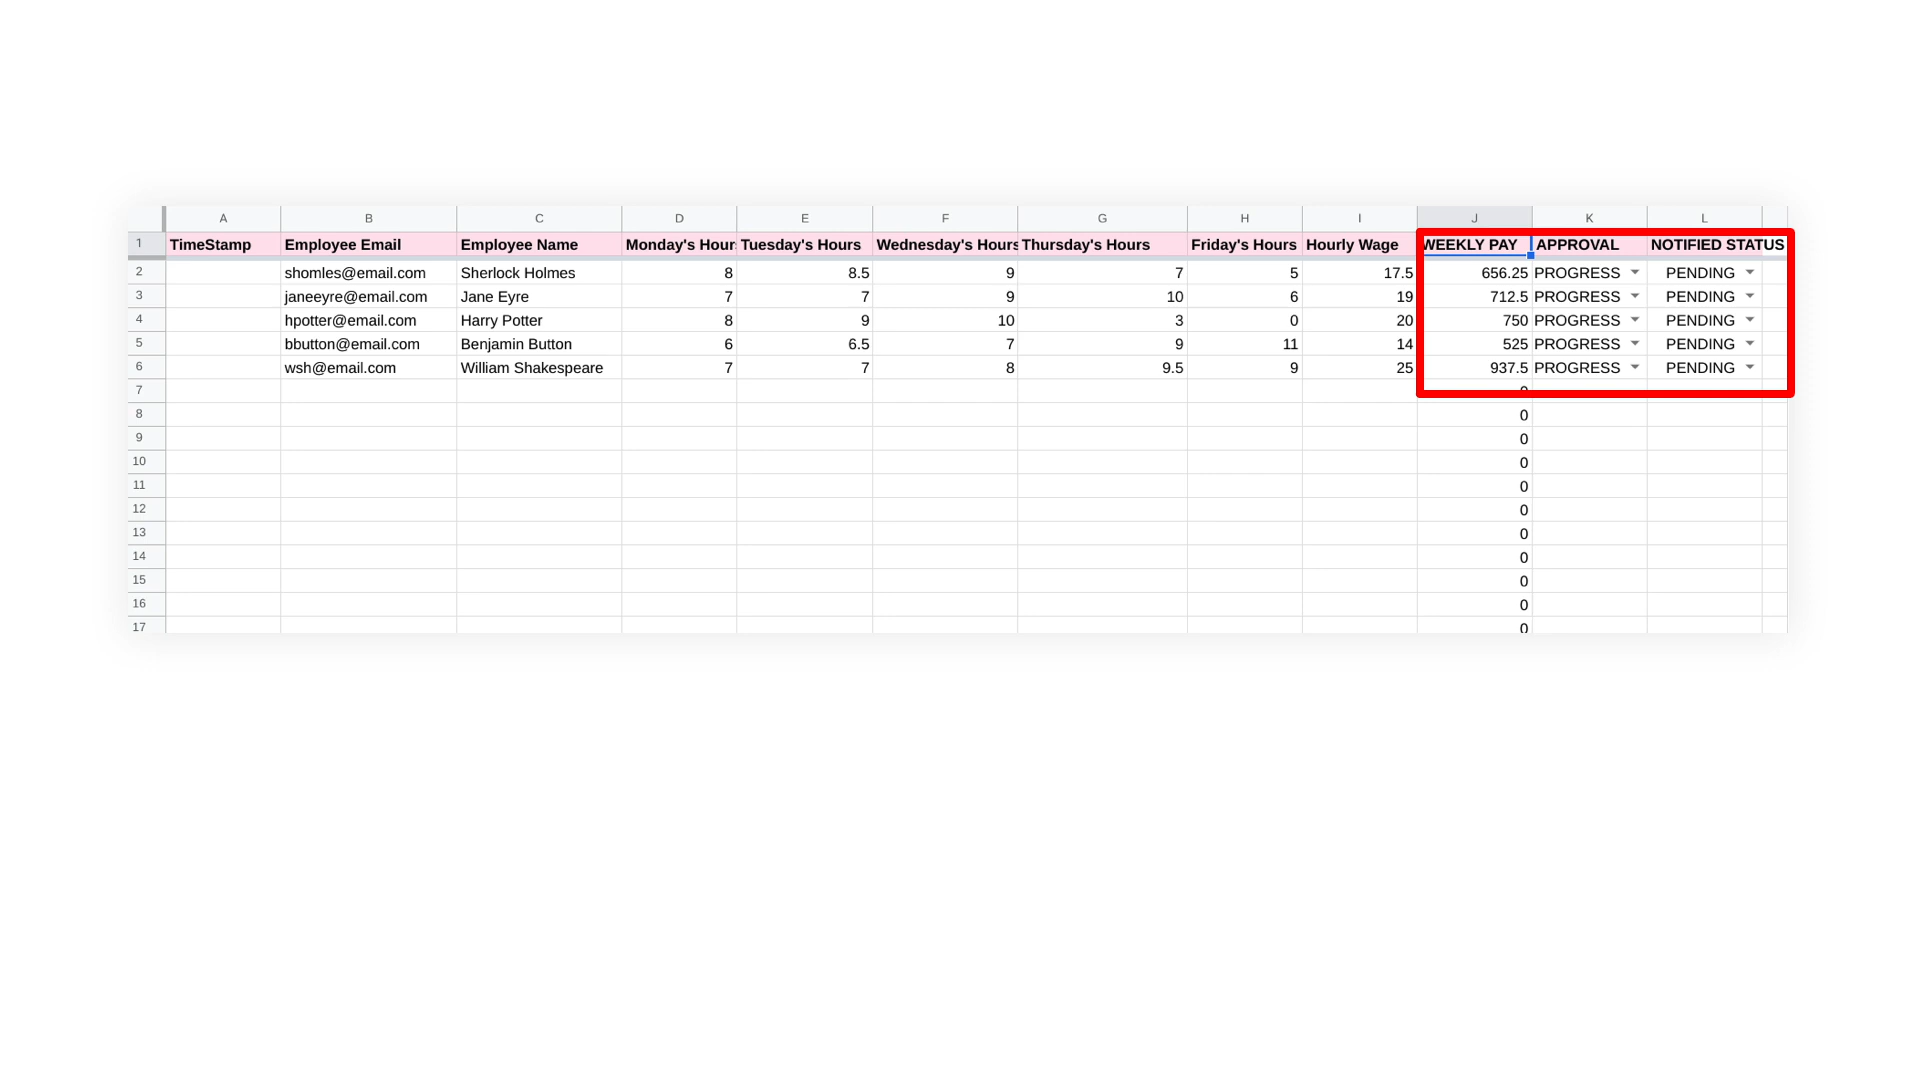 A B C D E F G H I J K L
1 TimeStamp Employee Email Employee Name Monday's Hour Tuesday's Hours Wednesday's Hours Thursday's Hours Friday's Hours Hourly Wage WEEKLY PAY APPROVAL NOTIFIED STATUS
2 shomles@email.com Sherlock Holmes 8 8.5 9 7 5 17.5 656.25 PROGRESS PENDING
3 janeeyre@email.com Jane Eyre 7 7 9 10 6 19 712.5 PROGRESS PENDING
4 hpotter@email.com Harry Potter 8 9 10 3 0 20 750 PROGRESS PENDING
5 bbutton@email.com Benjamin Button 6 6.5 7 9 11 14 525 PROGRESS PENDING
6 wsh@email.com William Shakespeare 7 7 8 9.5 9 25 937.5 PROGRESS PENDING
7 0
8 0
9 0
10 0
11 0
12 0
13 0
14 0
15 0
16 0
17 0